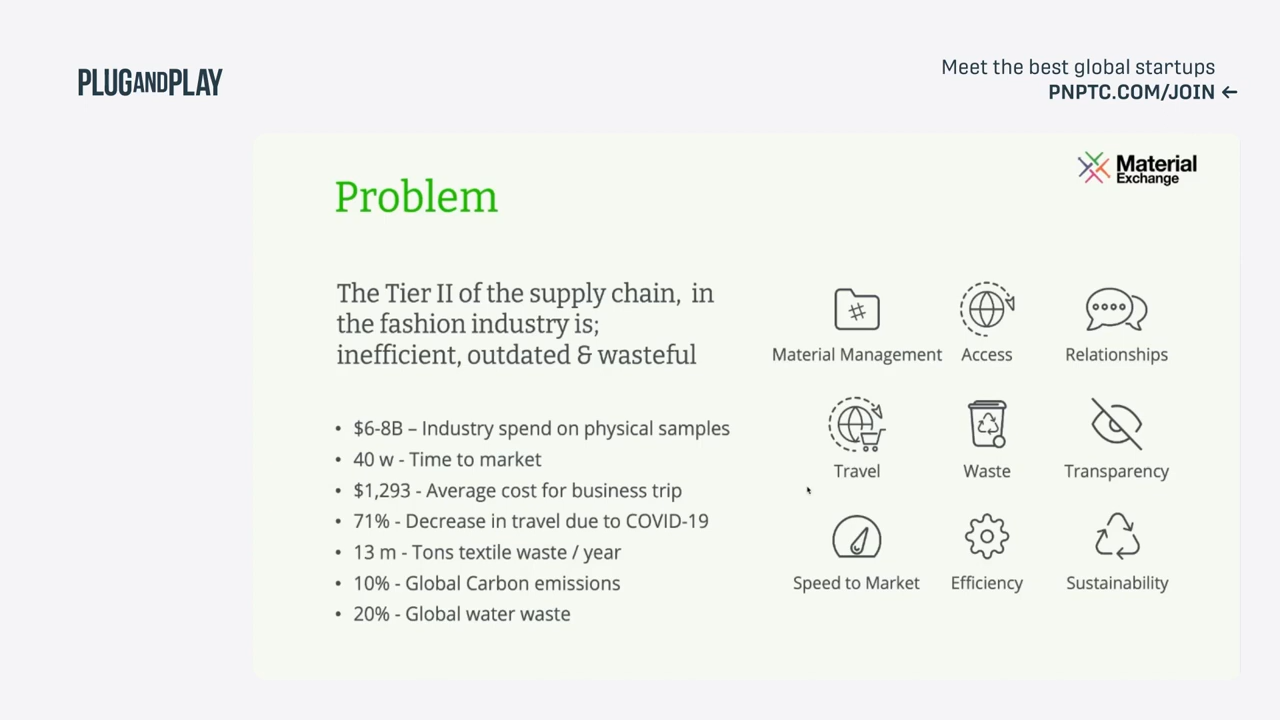 PLUGANDPLAY
Meet the best global startups
PNPTC.COM/JOIN ←
Material
Exchange
Problem
The Tier II of the supply chain, in
the fashion industry is;
inefficient, outdated & wasteful
• $6-8B – Industry spend on physical samples
• 40 w - Time to market
• $1,293 - Average cost for business trip
• 71% - Decrease in travel due to COVID-19
• 13 m - Tons textile waste / year
• 10% - Global Carbon emissions
• 20% - Global water waste
#
Material Management
Access
Relationships
Travel
Waste
Transparency
Speed to Market
Efficiency
Sustainability